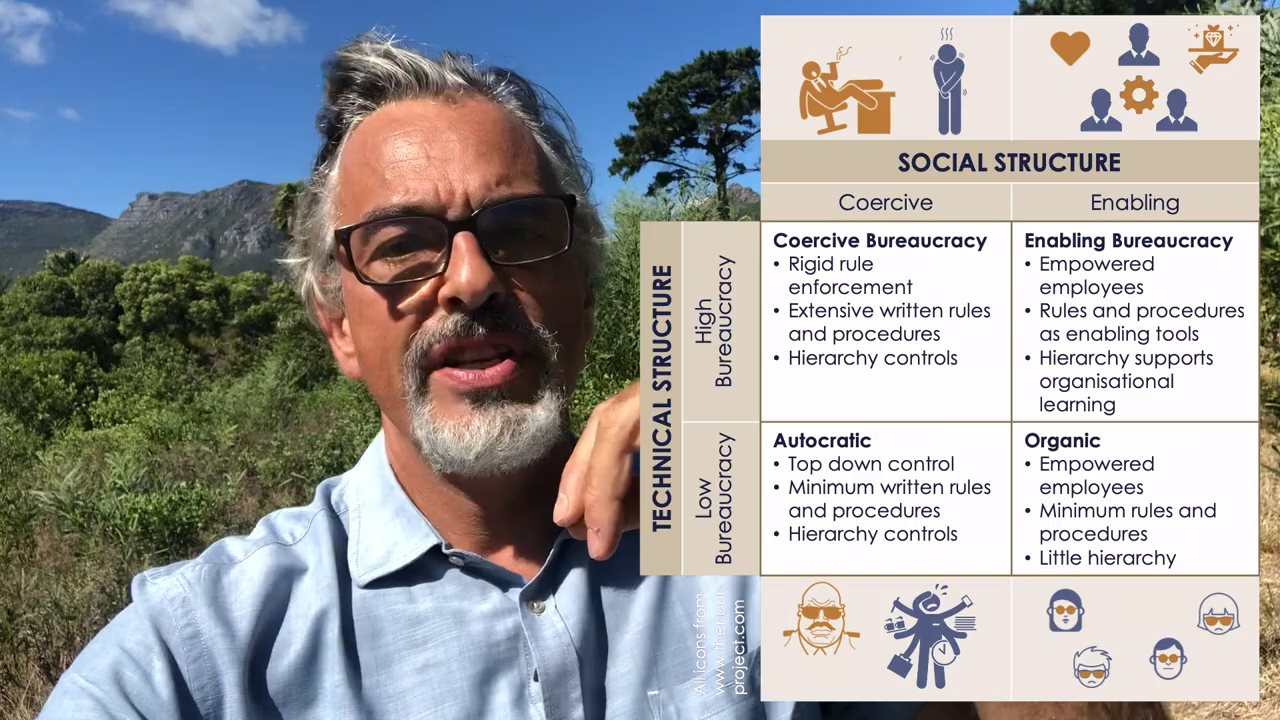 SOCIAL STRUCTURE
Coercive
Enabling
TECHNICAL STRUCTURE
High
Bureaucracy
Coercive Bureaucracy
• Rigid rule
enforcement
• Extensive written rules
and procedures
• Hierarchy controls
Enabling Bureaucracy
• Empowered
employees
• Rules and procedures
as enabling tools
• Hierarchy supports
organisational
learning
Low
Bureaucracy
Autocratic
• Top down control
• Minimum written rules
and procedures
• Hierarchy controls
Organic
• Empowered
employees
• Minimum rules and
procedures
• Little hierarchy
All icons from
project.com